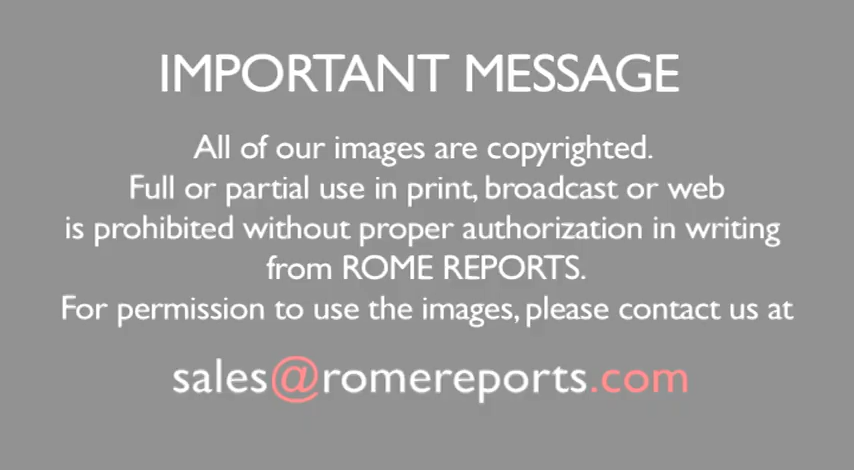 IMPORTANT MESSAGE
All of our images are copyrighted.
Full or partial use in print, broadcast or web
is prohibited without proper authorization in writing
from ROME REPORTS.
For permission to use the images, please contact us at
sales@romereports.com